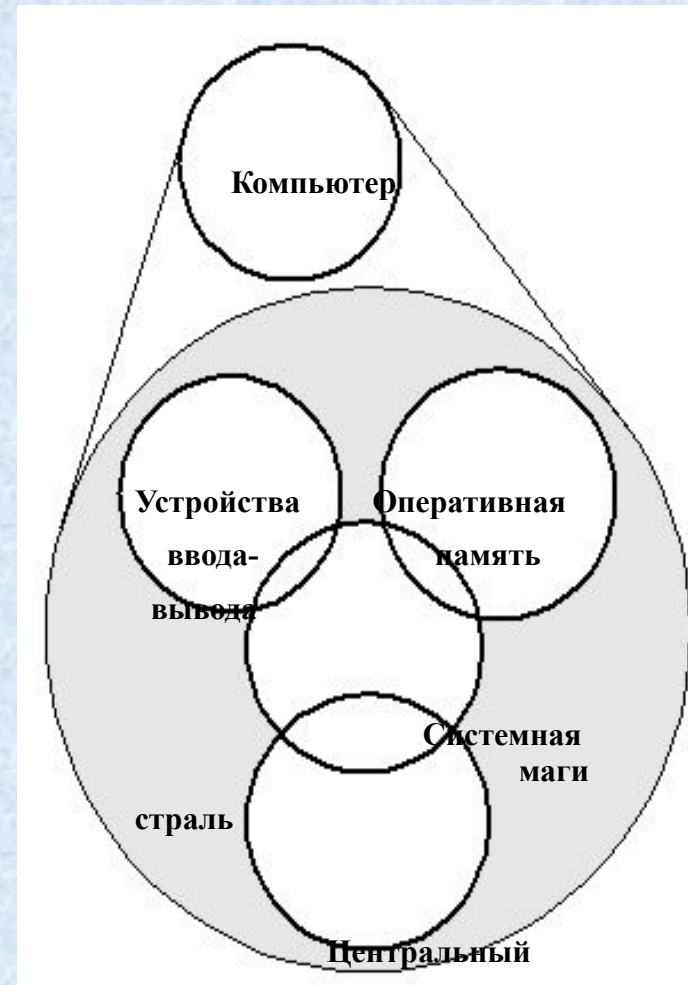 Компьютер
Устройства
ввода-
вывода
Оперативная
память
Системная
маги
страль
Центральный